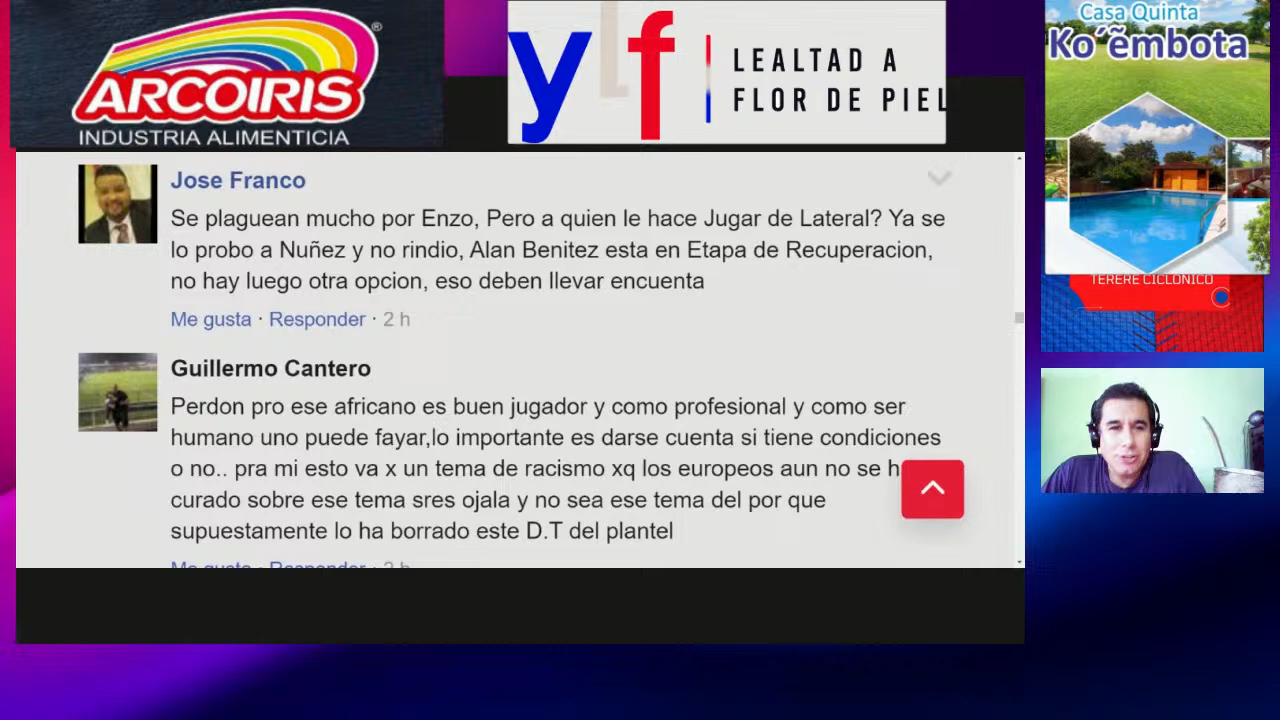 ARCOIRIS®
INDUSTRIA ALIMENTICIA
yf
LEALTAD A
FLOR DE PIEL
Casa Quinta
Ko´ẽmbota
TERERE CICLONICO
Jose Franco
Se plaguean mucho por Enzo, Pero a quien le hace Jugar de Lateral? Ya se
lo probo a Nuñez y no rindio, Alan Benitez esta en Etapa de Recuperacion,
no hay luego otra opcion, eso deben llevar encuenta
Me gusta · Responder · 2 h
Guillermo Cantero
Perdon pro ese africano es buen jugador y como profesional y como ser
humano uno puede fayar,lo importante es darse cuenta si tiene condiciones
o no.. pra mi esto va x un tema de racismo xq los europeos aun no se h
curado sobre ese tema sres ojala y no sea ese tema del por que
supuestamente lo ha borrado este D.T del plantel
Me gusta · Responder · 2 h